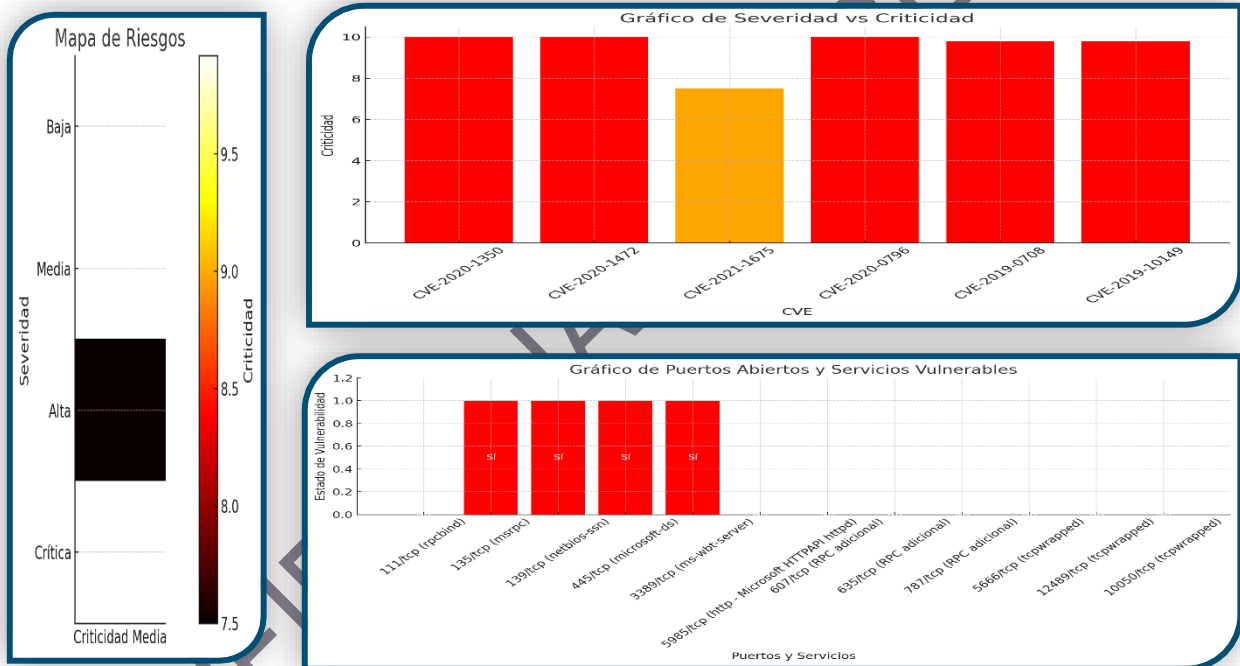 Mapa de Riesgos
Severidad
Baja
Media
Alta
Crítica
Criticidad Media
9.5
9.0
8.5
8.0
7.5
Criticidad
Gráfico de Severidad vs Criticidad
Criticidad
10
8
6
4
2
0
CVE-2020-1350
CVE-2020-1472
CVE-2021-1675
CVE-2020-0796
CVE-2019-0708
CVE-2019-10149
CVE
Gráfico de Puertos Abiertos y Servicios Vulnerables
Estado de Vulnerabilidad
1.2
1.0
0.8
0.6
0.4
0.2
0.0
Sí
Sí
Sí
Sí
111/tcp (rpcbind)
135/tcp (msrpc)
139/tcp (netbios-ssn)
445/tcp (microsoft-ds)
3389/tcp (ms-wbt-server)
5985/tcp (http - Microsoft HTTPAPI httpd)
607/tcp (RPC adicional)
635/tcp (RPC adicional)
787/tcp (RPC adicional)
5666/tcp (tcpwrapped)
12489/tcp (tcpwrapped)
10050/tcp (tcpwrapped)
Puertos y Servicios